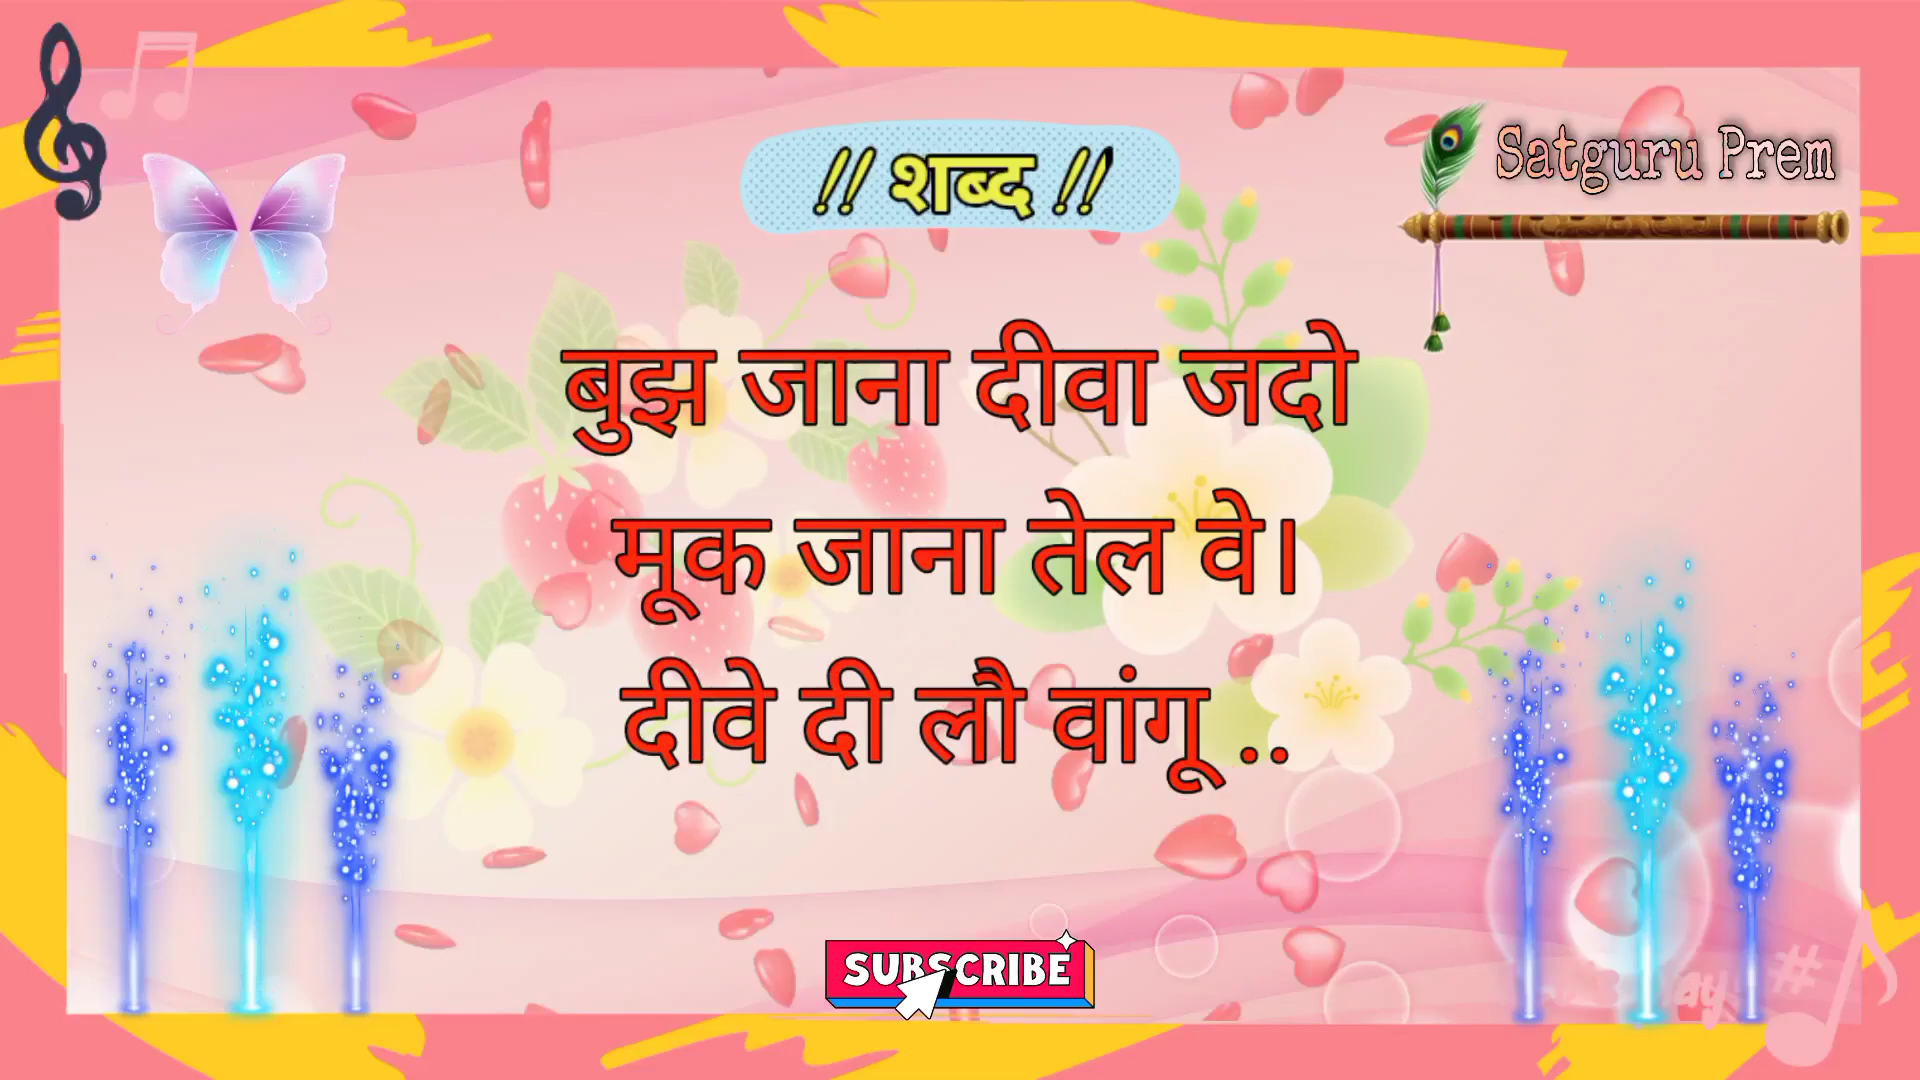 !! शब्द !!
Satguru Prem
बुझ जाना दीवा जदो
मूक जाना तेल वे।
दीवे दी लौ वांगू ..
SUBSCRIBE